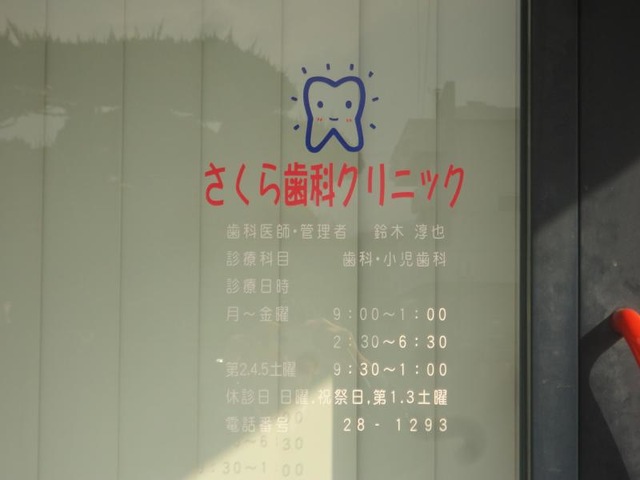 さくら歯科クリニック
歯科医師・管理者 鈴木 淳也
診療科目 歯科・小児歯科
診療日時
月～金曜 9:00～1:00
2:30～6:30
第2.4.5土曜 9:30～1:00
休診日 日曜.祝祭日,第1.3土曜
電話番号 28-1293